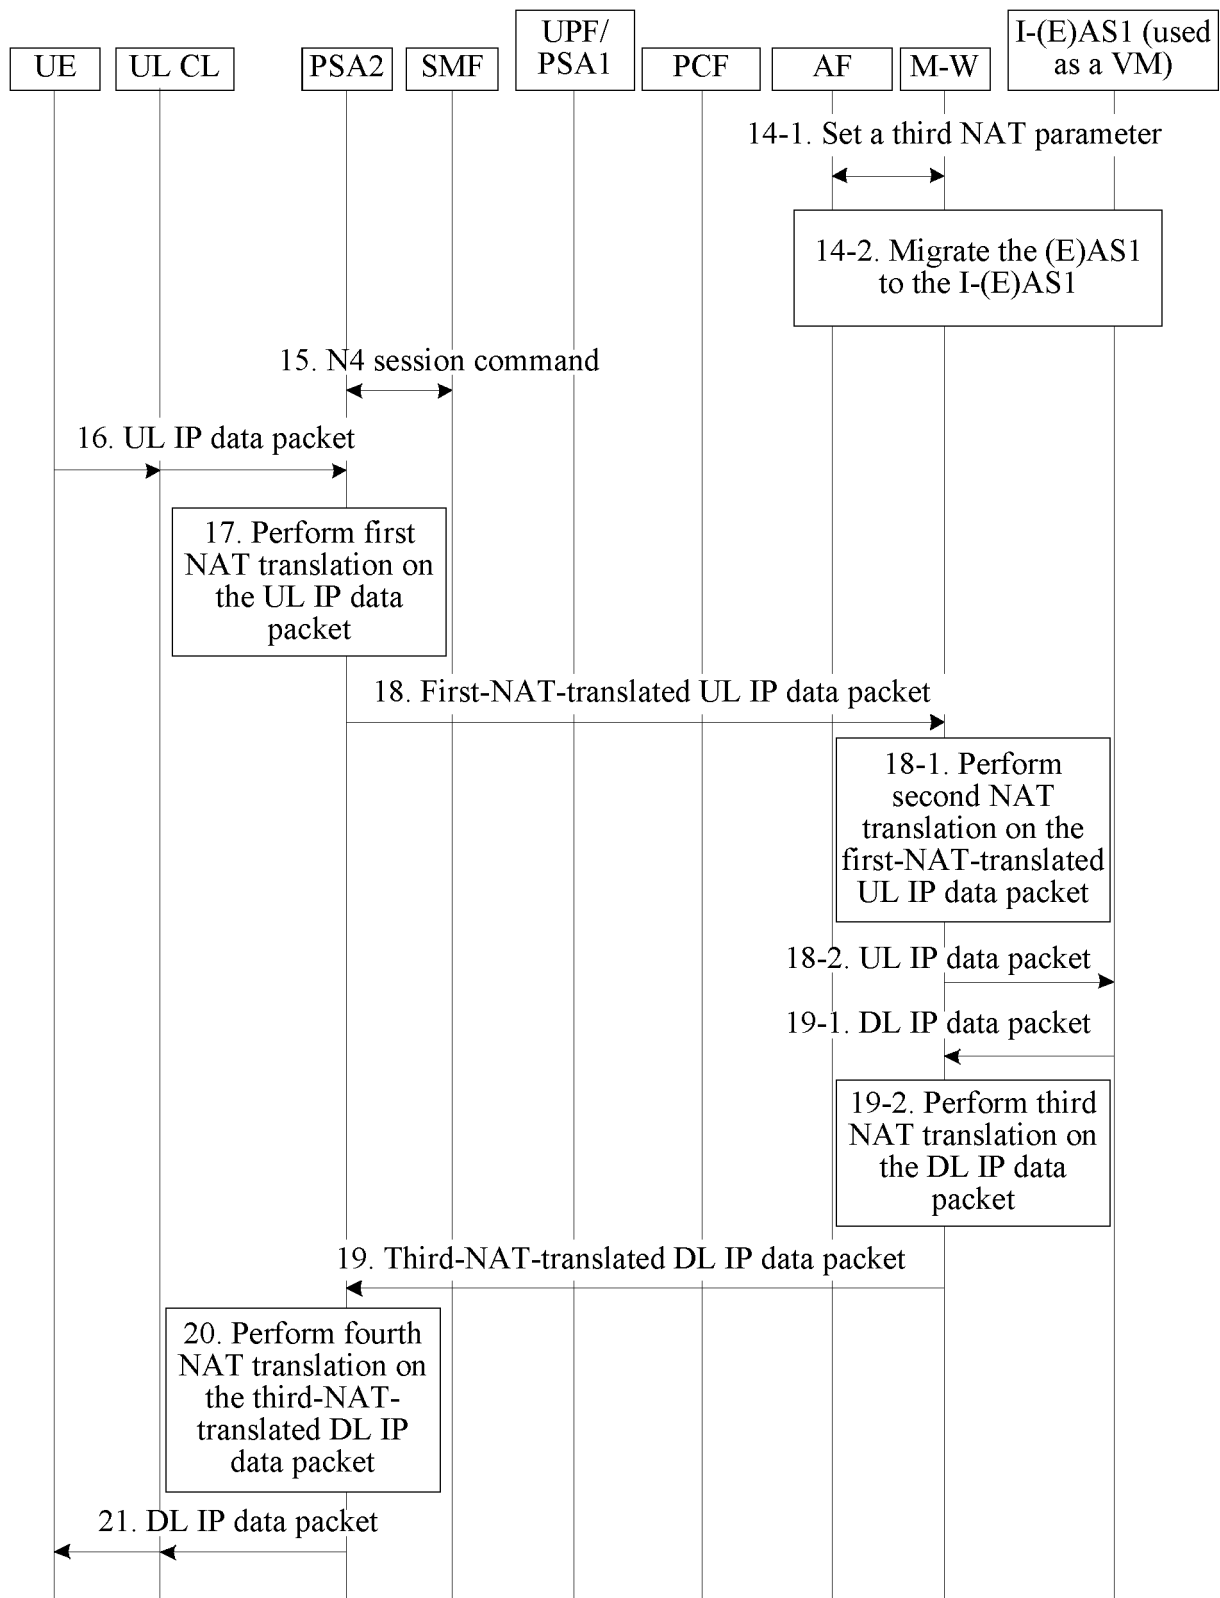 UE
UL CL
PSA2
SMF
UPF/
PSA1
PCF
AF
M-W
I-(E)AS1 (used
as a VM)
14-1. Set a third NAT parameter
14-2. Migrate the (E)AS1
to the I-(E)AS1
15. N4 session command
16. UL IP data packet
17. Perform first
NAT translation on
the UL IP data
packet
18. First-NAT-translated UL IP data packet
18-1. Perform
second NAT
translation on the
first-NAT-translated
UL IP data packet
18-2. UL IP data packet
19-1. DL IP data packet
19-2. Perform third
NAT translation on
the DL IP data
packet
19. Third-NAT-translated DL IP data packet
20. Perform fourth
NAT translation on
the third-NAT-
translated DL IP
data packet
21. DL IP data packet